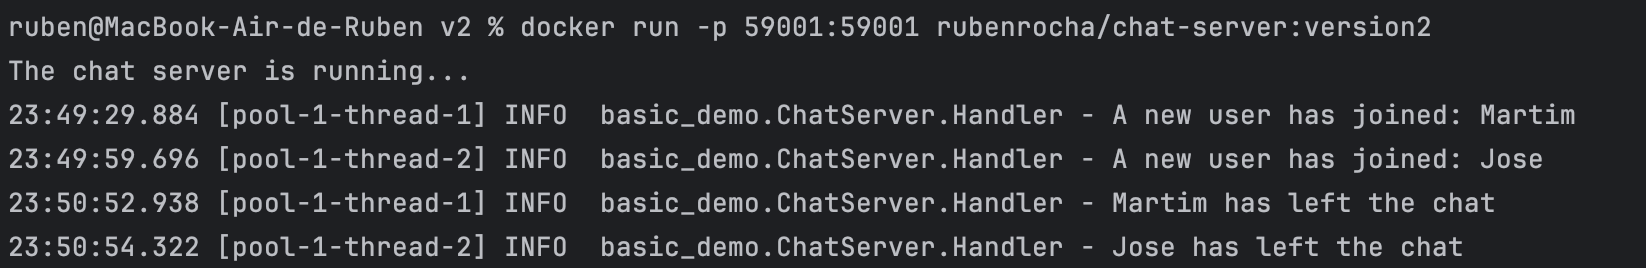 ruben@MacBook-Air-de-Ruben v2 % docker run -p 59001:59001 rubenrocha/chat-server:version2
The chat server is running...
23:49:29.884 [pool-1-thread-1] INFO  basic_demo.ChatServer.Handler - A new user has joined: Martim
23:49:59.696 [pool-1-thread-2] INFO  basic_demo.ChatServer.Handler - A new user has joined: Jose
23:50:52.938 [pool-1-thread-1] INFO  basic_demo.ChatServer.Handler - Martim has left the chat
23:50:54.322 [pool-1-thread-2] INFO  basic_demo.ChatServer.Handler - Jose has left the chat